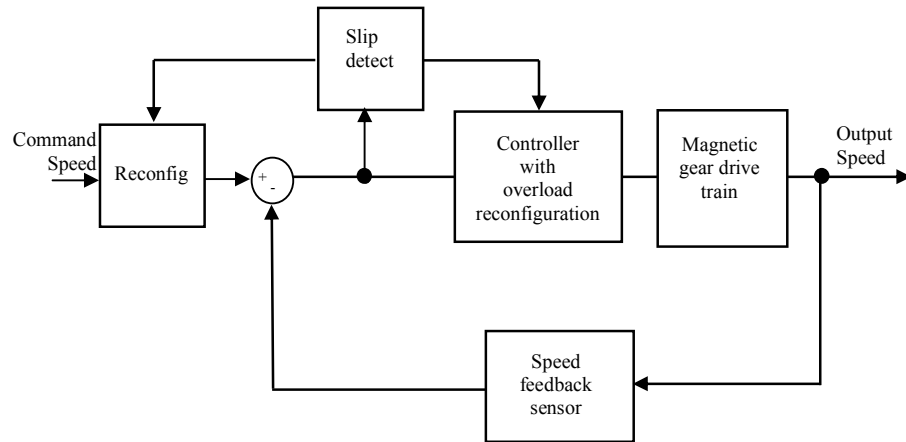 Slip
detect
Command
Speed
Reconfig
+
-
Controller
with
overload
reconfiguration
Magnetic
gear drive
train
Output
Speed
Speed
feedback
sensor